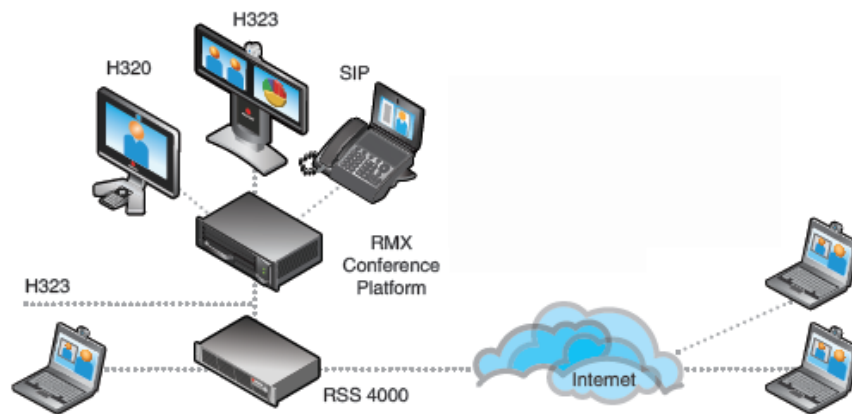 H323
H320
SIP
RMX
Conference
Platform
H323
RSS 4000
Internet